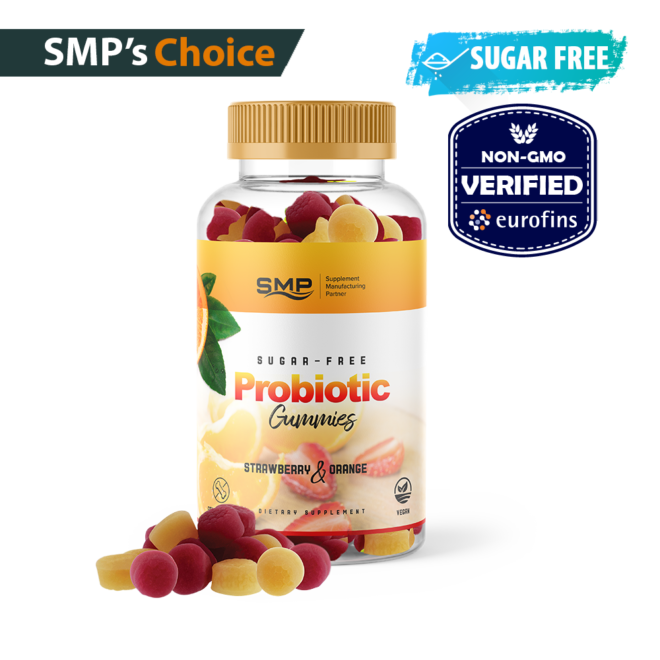 SMP's Choice
SUGAR FREE
NON-GMO
VERIFIED
eurofins
SMP
Supplement
Manufacturing
Partner
SUGAR-FREE
Probiotic
Gummies
STRAWBERRY & ORANGE
DIETARY SUPPLEMENT
VEGAN